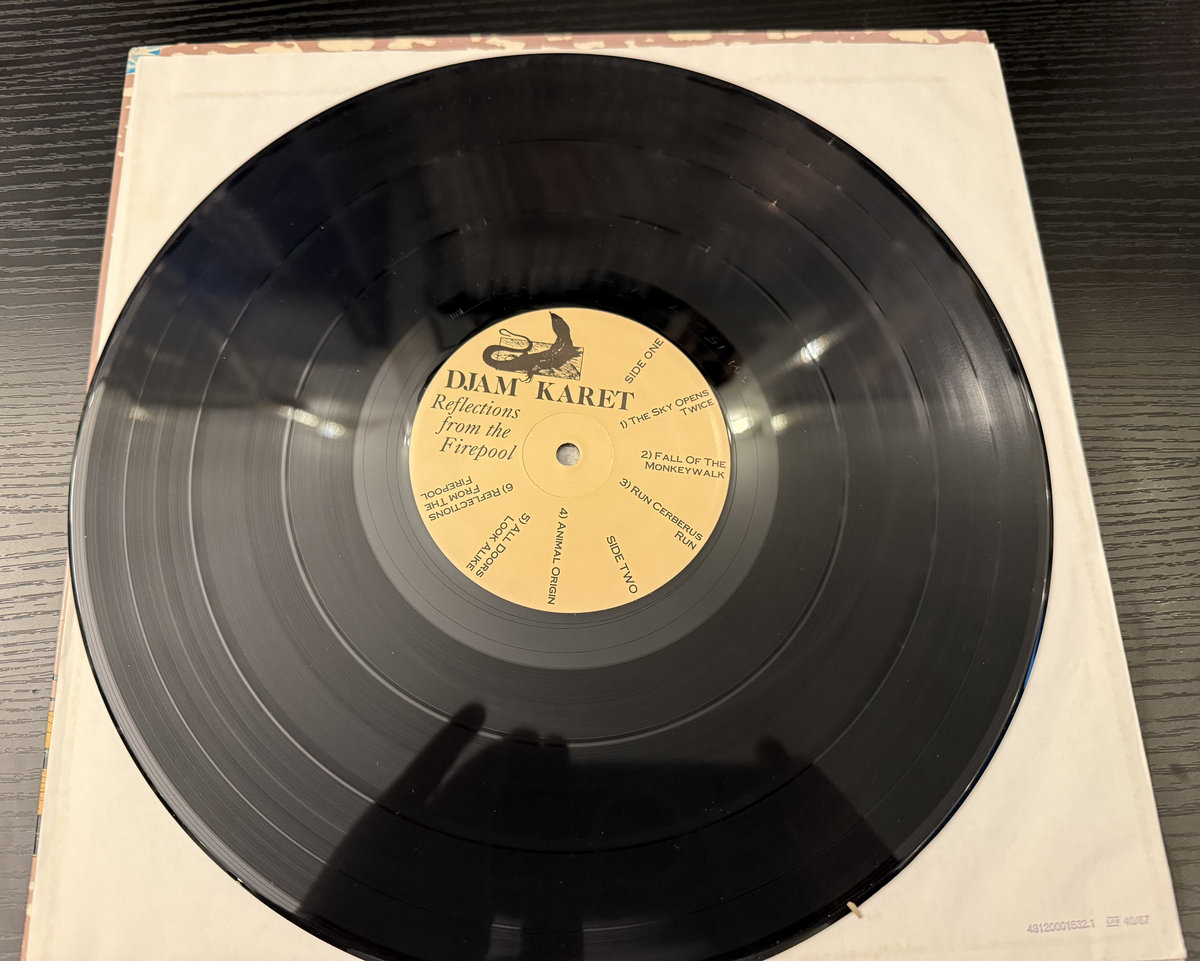 DJAM KARET
Reflections
from the
Firepool
SIDE ONE
1) THE SKY OPENS
TWICE
2) FALL OF THE
MONKEYWALK
3) RUN CERBERUS
RUN
SIDE TWO
4) ANIMAL ORIGIN
5) ALL DOORS
LOOK ALIKE
6) REFLECTIONS
FROM THE
FIREPOOL
49120001532.1
40/87